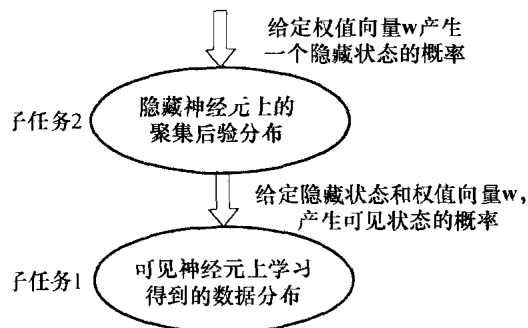 给定权值向量w产生
一个隐藏状态的概率
子任务2
隐藏神经元上的
聚集后验分布
给定隐藏状态和权值向量w，
产生可见状态的概率
子任务1
可见神经元上学习
得到的数据分布